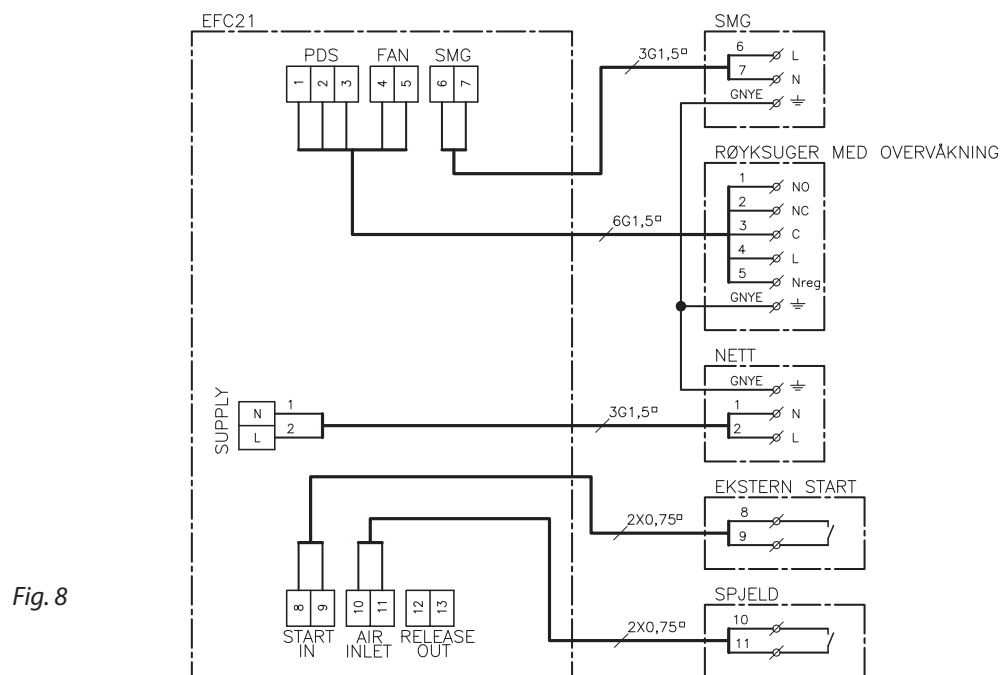 EFC21
PDS FAN SMG
1 2 3 4 5 6 7
3G1,5▫
SMG
6 L
7 N
GNYE
RØYKSUGER MED OVERVÅKNING
6G1,5▫
1 NO
2 NC
3 C
4 L
5 Nreg
GNYE
NETT
GNYE
SUPPLY
N 1
L 2
3G1,5▫
1 N
2 L
EKSTERN START
2X0,75▫
8
9
Fig. 8
8 9 10 11 12 13
START IN
AIR INLET
RELEASE OUT
SPJELD
2X0,75▫
10
11